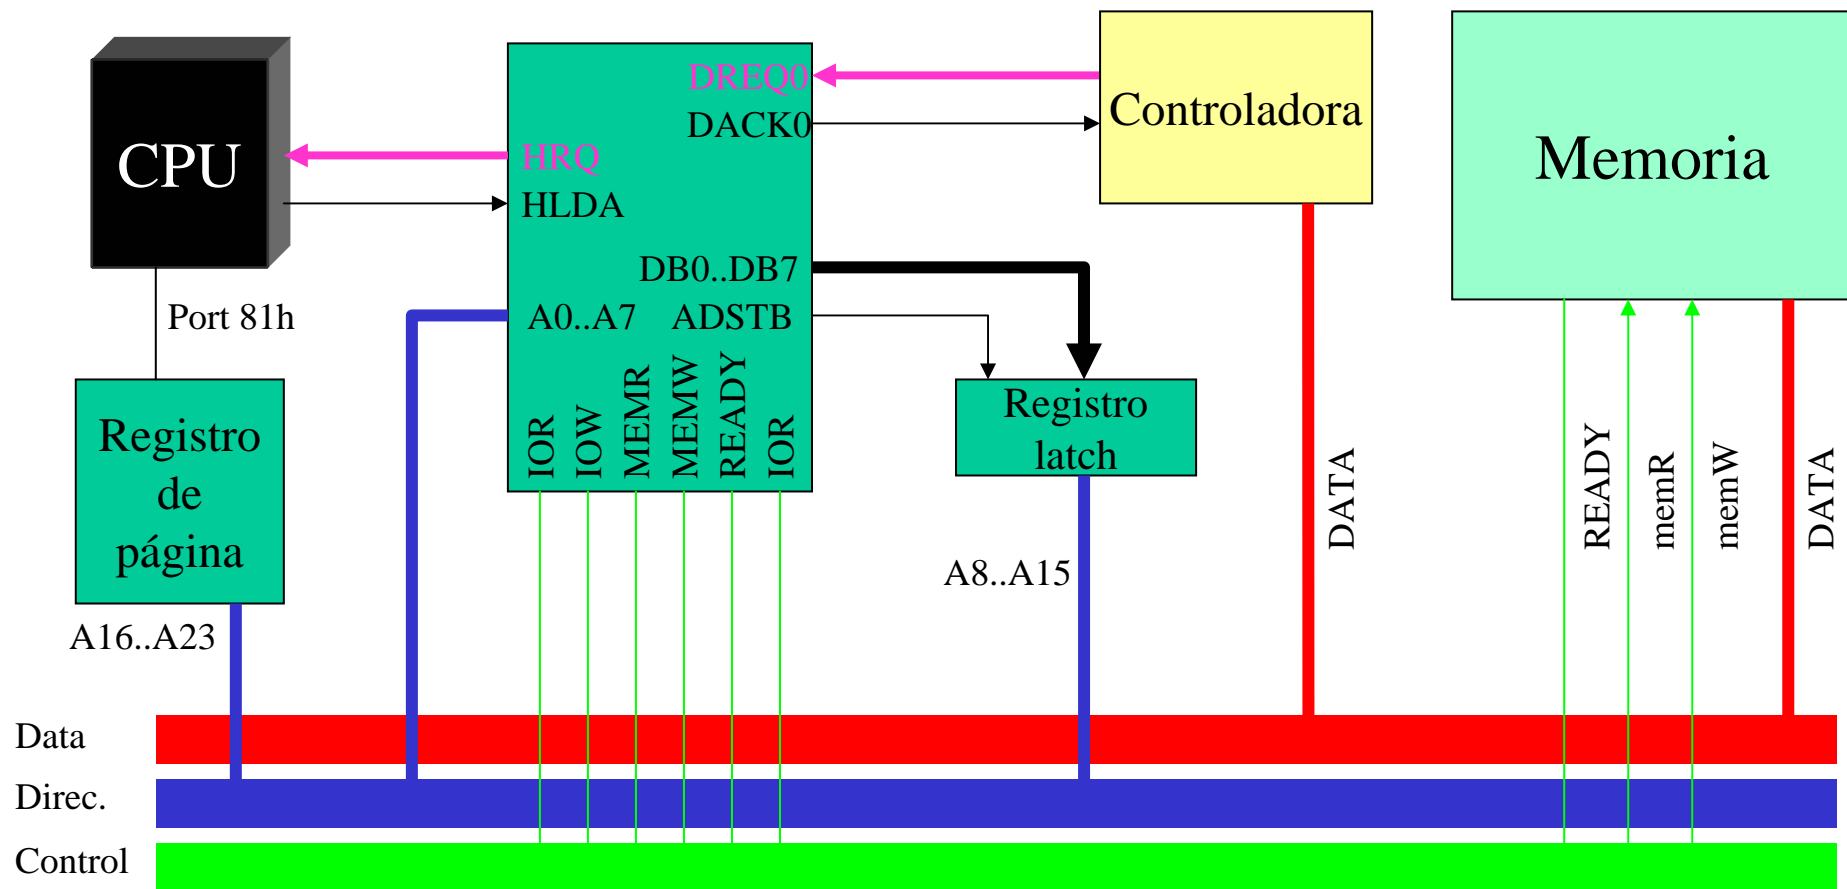 DREQ0
DACK0
Controladora
Memoria
CPU
HRQ
HLDA
DB0..DB7
Port 81h
A0..A7
ADSTB
IOR
IOW
MEMR
MEMW
READY
IOR
Registro
latch
Registro
de
página
DATA
READY
memR
memW
DATA
A8..A15
A16..A23
Data
Direc.
Control